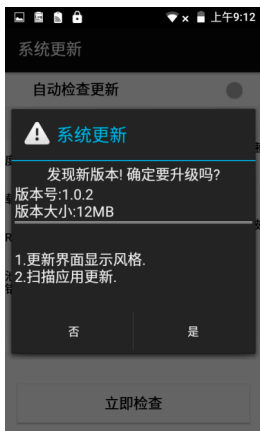 上午9:12
系统更新
自动检查更新
系统更新
发现新版本! 确定要升级吗?
版本号:1.0.2
版本大小:12MB
1.更新界面显示风格.
2.扫描应用更新.
否
是
立即检查